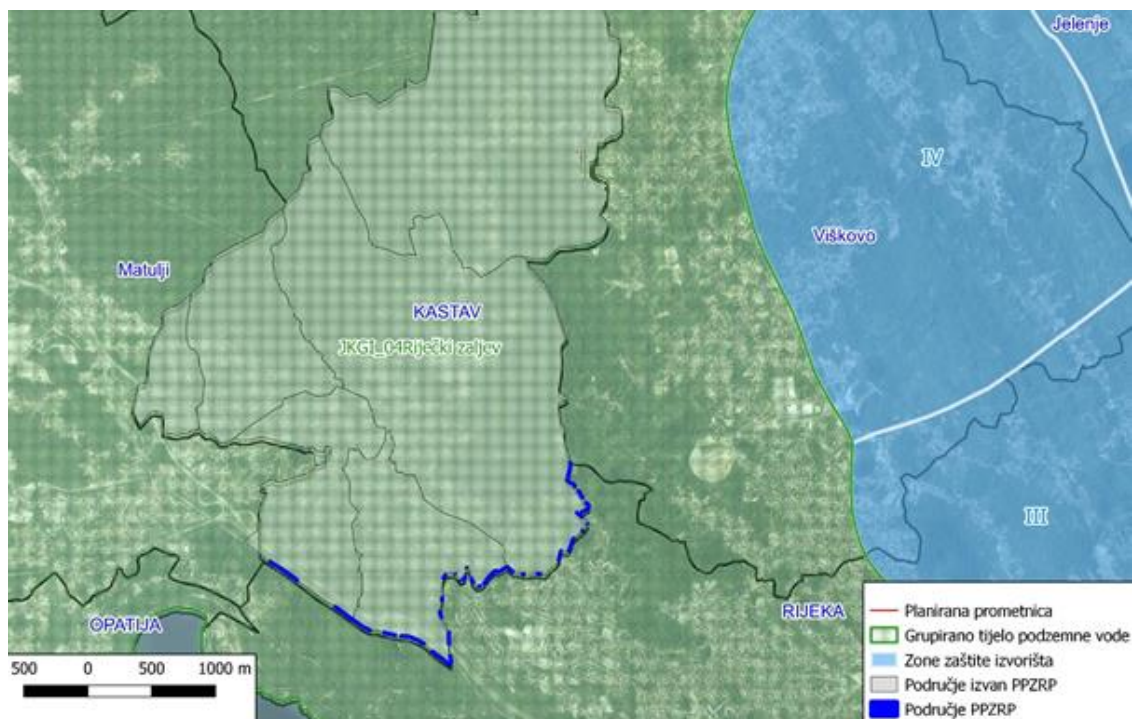 Jelenje
IV
Viškovo
Matulji
KASTAV
JKGI_04Riječki zaljev
III
OPATIJA
RIJEKA
500 0 500 1000 m
Planirana prometnica
Grupirano tijelo podzemne vode
Zone zaštite izvorišta
Područje izvan PPZRP
Područje PPZRP